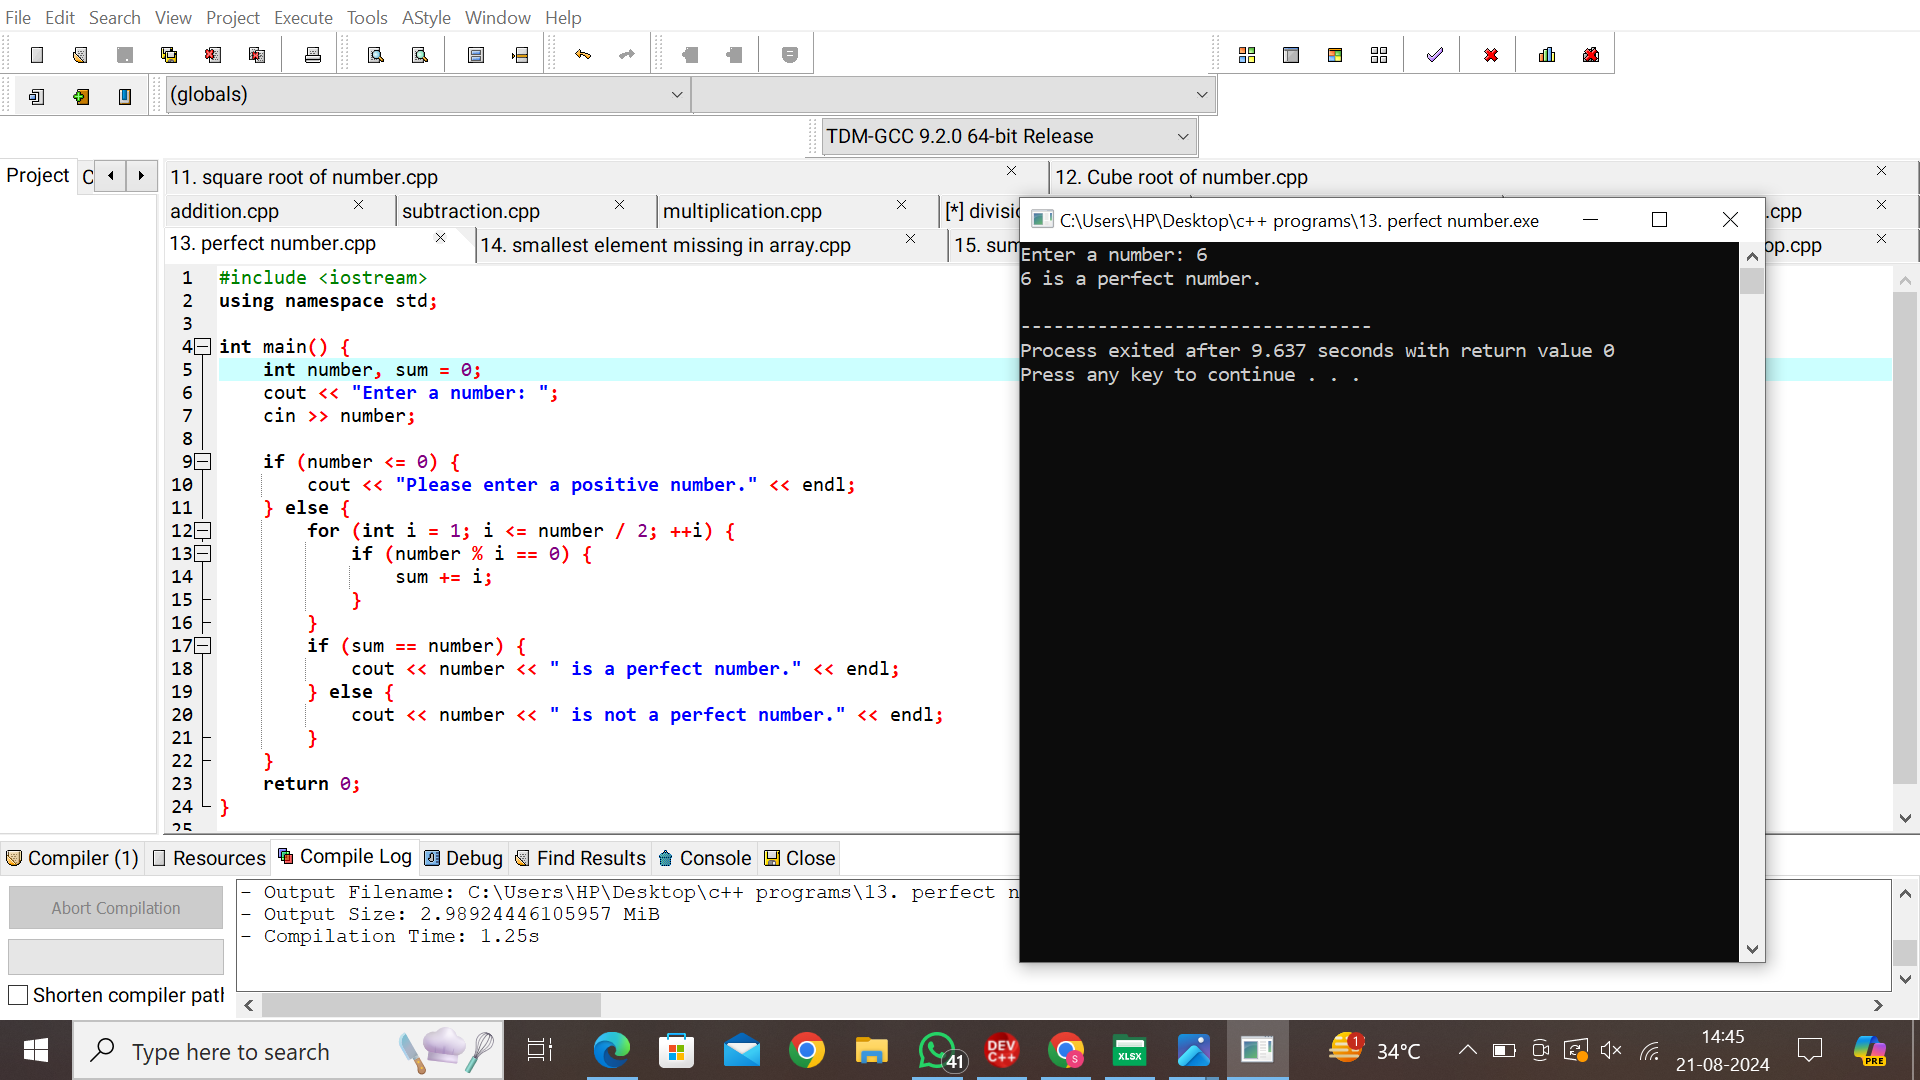 File Edit Search View Project Execute Tools AStyle Window Help
(globals)
TDM-GCC 9.2.0 64-bit Release
Project
11. square root of number.cpp
12. Cube root of number.cpp
addition.cpp
subtraction.cpp
multiplication.cpp
13. perfect number.cpp
14. smallest element missing in array.cpp
1 #include <iostream>
2 using namespace std;
3
4 int main() {
5 int number, sum = 0;
6 cout << "Enter a number: ";
7 cin >> number;
8
9 if (number <= 0) {
10 cout << "Please enter a positive number." << endl;
11 } else {
12 for (int i = 1; i <= number / 2; ++i) {
13 if (number % i == 0) {
14 sum += i;
15 }
16 }
17 if (sum == number) {
18 cout << number << " is a perfect number." << endl;
19 } else {
20 cout << number << " is not a perfect number." << endl;
21 }
22 }
23 return 0;
24 }
25
C:\Users\HP\Desktop\c++ programs\13. perfect number.exe
Enter a number: 6
6 is a perfect number.
--------------------------------
Process exited after 9.637 seconds with return value 0
Press any key to continue . . .
Compiler (1) Resources Compile Log Debug Find Results Console Close
Abort Compilation
Shorten compiler
- Output Filename: C:\Users\HP\Desktop\c++ programs\13. perfect
- Output Size: 2.98924446105957 MiB
- Compilation Time: 1.25s
Type here to search
41
DEV C++
S
XLSX
1
34°C
14:45
21-08-2024
PRE